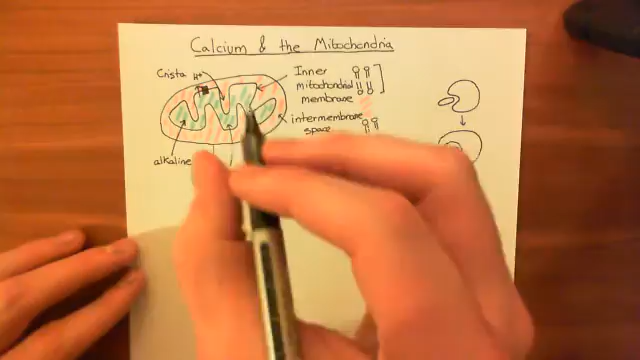 Calcium & the Mitochondria
Crista H+
Inner
mitochondrial
membrane
intermembrane
space
alkaline